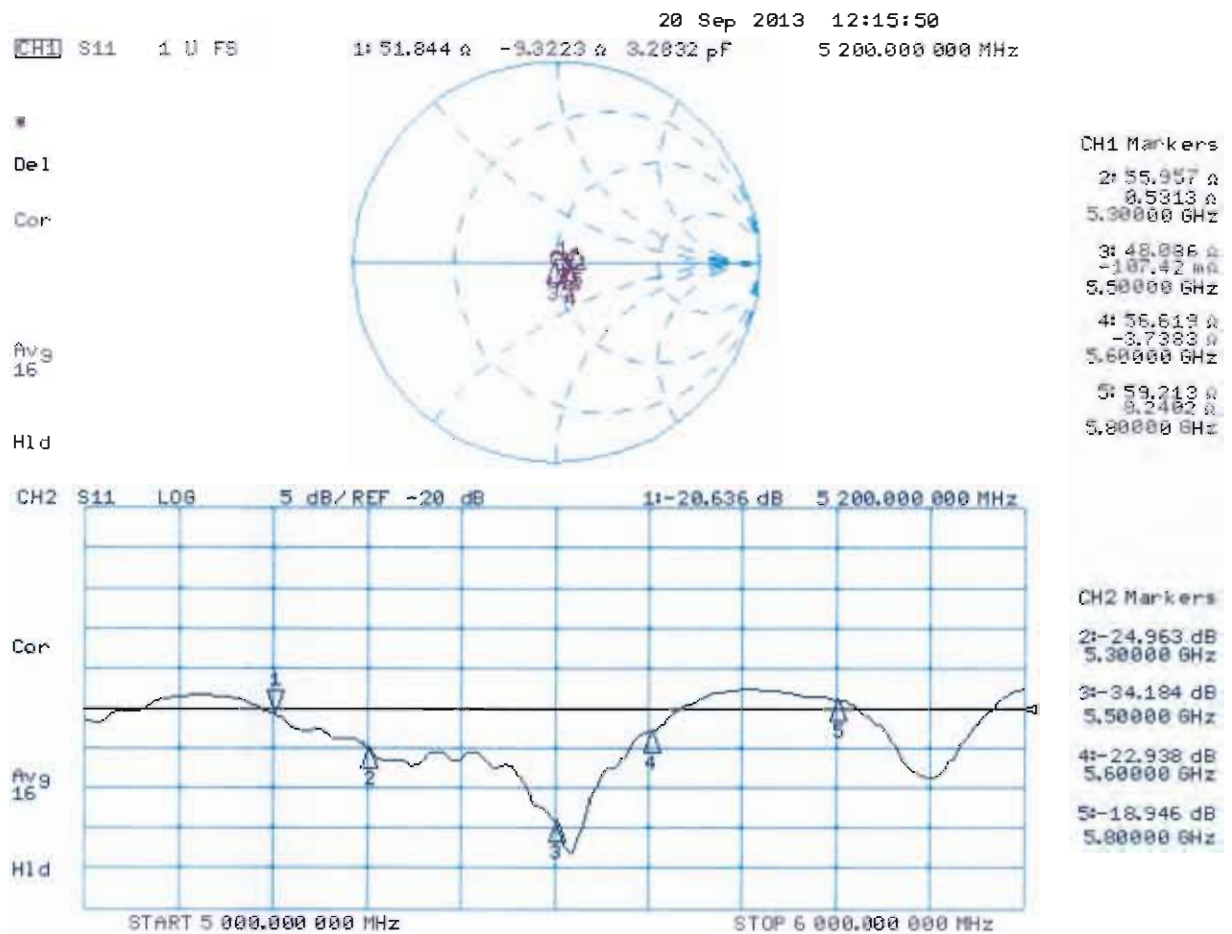 20 Sep 2013 12:15:50
CH1 S11 1 U FS 1: 51.844 Ω -9.3223 Ω 3.2832 pF 5 200.000 000 MHz
*
Del
Cor
Avg
16
Hld
CH1 Markers
2: 55.957 Ω
0.5313 Ω
5.30000 GHz
3: 48.086 Ω
-107.42 mΩ
5.50000 GHz
4: 56.619 Ω
-3.7383 Ω
5.60000 GHz
5: 59.213 Ω
5.80000 GHz
CH2 S11 LOG 5 dB/REF -20 dB 1:-20.636 dB 5 200.000 000 MHz
1
2
3
4
5
Cor
Avg
16
Hld
CH2 Markers
2:-24.963 dB
5.30000 GHz
3:-34.184 dB
5.50000 GHz
4:-22.938 dB
5.60000 GHz
5:-18.946 dB
5.80000 GHz
START 5 000.000 000 MHz STOP 6 000.000 000 MHz